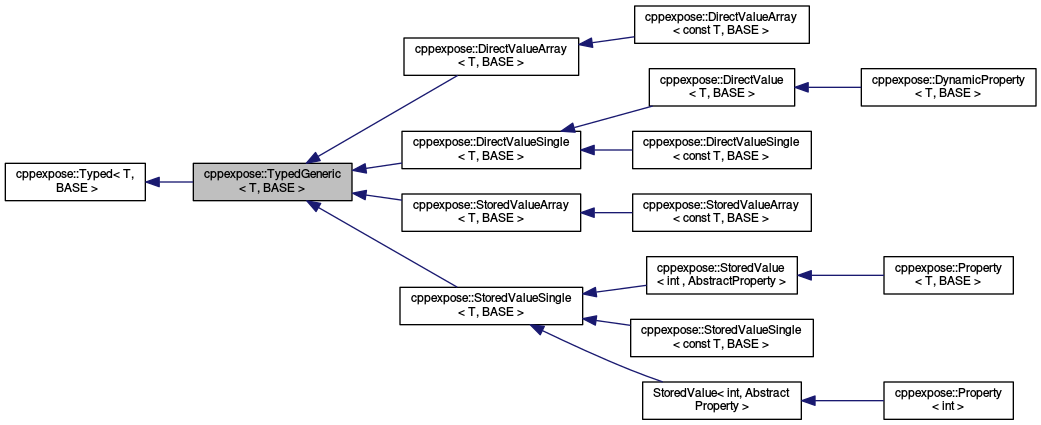 cppexpose::Typed< T,
BASE >
cppexpose::TypedGeneric
< T, BASE >
cppexpose::DirectValueArray
< T, BASE >
cppexpose::DirectValueArray
< const T, BASE >
cppexpose::DirectValueSingle
< T, BASE >
cppexpose::DirectValue
< T, BASE >
cppexpose::DynamicProperty
< T, BASE >
cppexpose::DirectValueSingle
< const T, BASE >
cppexpose::StoredValueArray
< T, BASE >
cppexpose::StoredValueArray
< const T, BASE >
cppexpose::StoredValueSingle
< T, BASE >
cppexpose::StoredValue
< int , AbstractProperty >
cppexpose::Property
< T, BASE >
cppexpose::StoredValueSingle
< const T, BASE >
StoredValue< int, Abstract
Property >
cppexpose::Property
< int >